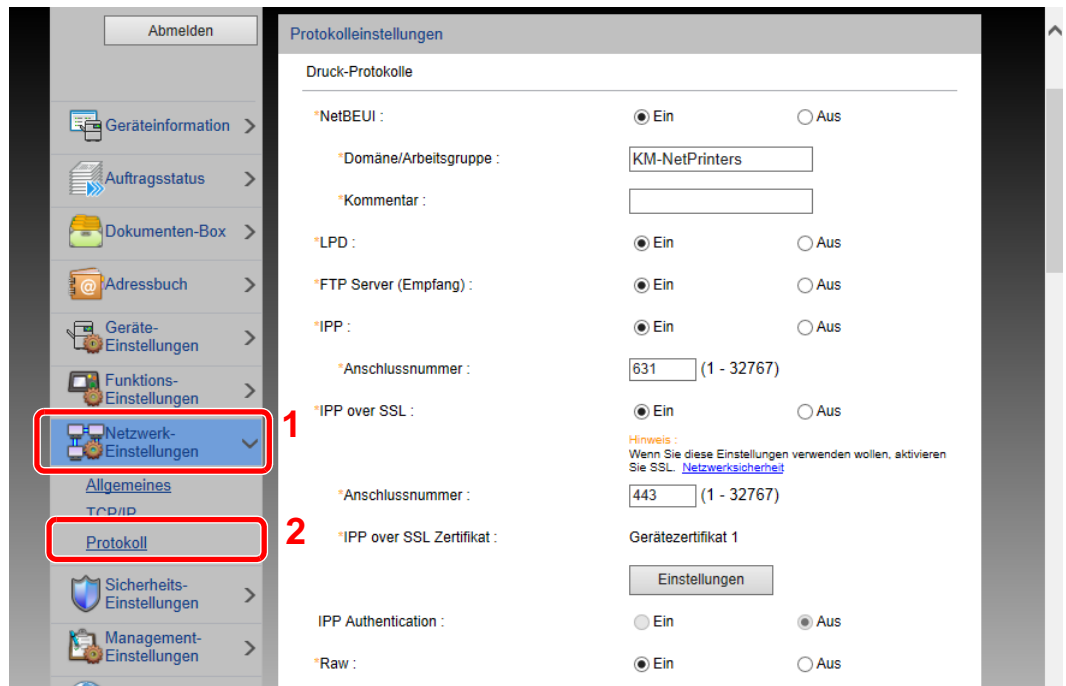 Abmelden
Geräteinformation
Auftragsstatus
Dokumenten-Box
Adressbuch
Geräte-
Einstellungen
Funktions-
Einstellungen
Netzwerk-
Einstellungen
1
Allgemeines
TCP/IP
Protokoll
2
Sicherheits-
Einstellungen
Management-
Einstellungen
Protokolleinstellungen
Druck-Protokolle
*NetBEUI : Ein Aus
*Domäne/Arbeitsgruppe : KM-NetPrinters
*Kommentar :
*LPD : Ein Aus
*FTP Server (Empfang) : Ein Aus
*IPP : Ein Aus
*Anschlussnummer : 631 (1 - 32767)
*IPP over SSL : Ein Aus
Hinweis :
Wenn Sie diese Einstellungen verwenden wollen, aktivieren
Sie SSL. Netzwerksicherheit
*Anschlussnummer : 443 (1 - 32767)
*IPP over SSL Zertifikat : Gerätezertifikat 1
Einstellungen
IPP Authentication : Ein Aus
*Raw : Ein Aus